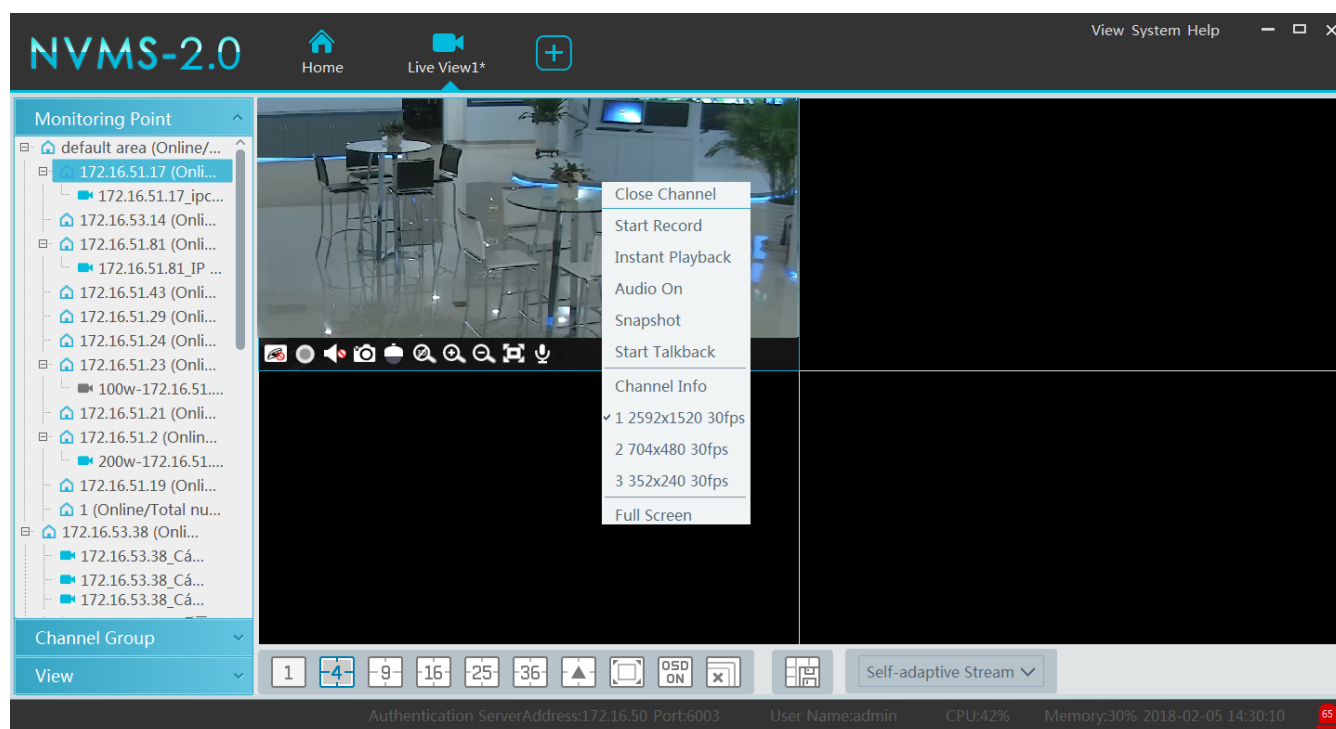 NVMS-2.0
Home
Live View1*
View System Help
Monitoring Point
default area (Online/...
172.16.51.17 (Onli...
172.16.51.17_ipc...
172.16.53.14 (Onli...
172.16.51.81 (Onli...
172.16.51.81_IP ...
172.16.51.43 (Onli...
172.16.51.29 (Onli...
172.16.51.24 (Onli...
172.16.51.23 (Onli...
100w-172.16.51....
172.16.51.21 (Onli...
172.16.51.2 (Onlin...
200w-172.16.51....
172.16.51.19 (Onli...
1 (Online/Total nu...
172.16.53.38 (Onli...
172.16.53.38_Cá...
172.16.53.38_Cá...
172.16.53.38_Cá...
Channel Group
View
Close Channel
Start Record
Instant Playback
Audio On
Snapshot
Start Talkback
Channel Info
1 2592x1520 30fps
2 704x480 30fps
3 352x240 30fps
Full Screen
1 4 9 16 25 36 OSD ON
Self-adaptive Stream
Authentication ServerAddress:172.16.50 Port:6003 User Name:admin CPU:42% Memory:30% 2018-02-05 14:30:10 65